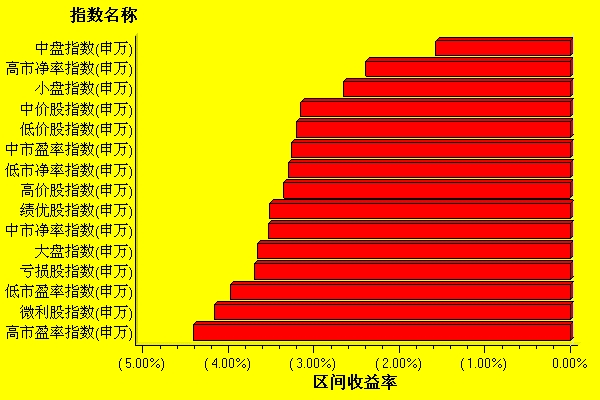 指数名称
中盘指数(申万)
高市净率指数(申万)
小盘指数(申万)
中价股指数(申万)
低价股指数(申万)
中市盈率指数(申万)
低市净率指数(申万)
高价股指数(申万)
绩优股指数(申万)
中市净率指数(申万)
大盘指数(申万)
亏损股指数(申万)
低市盈率指数(申万)
微利股指数(申万)
高市盈率指数(申万)
(5.00%) (4.00%) (3.00%) (2.00%) (1.00%) 0.00%
区间收益率